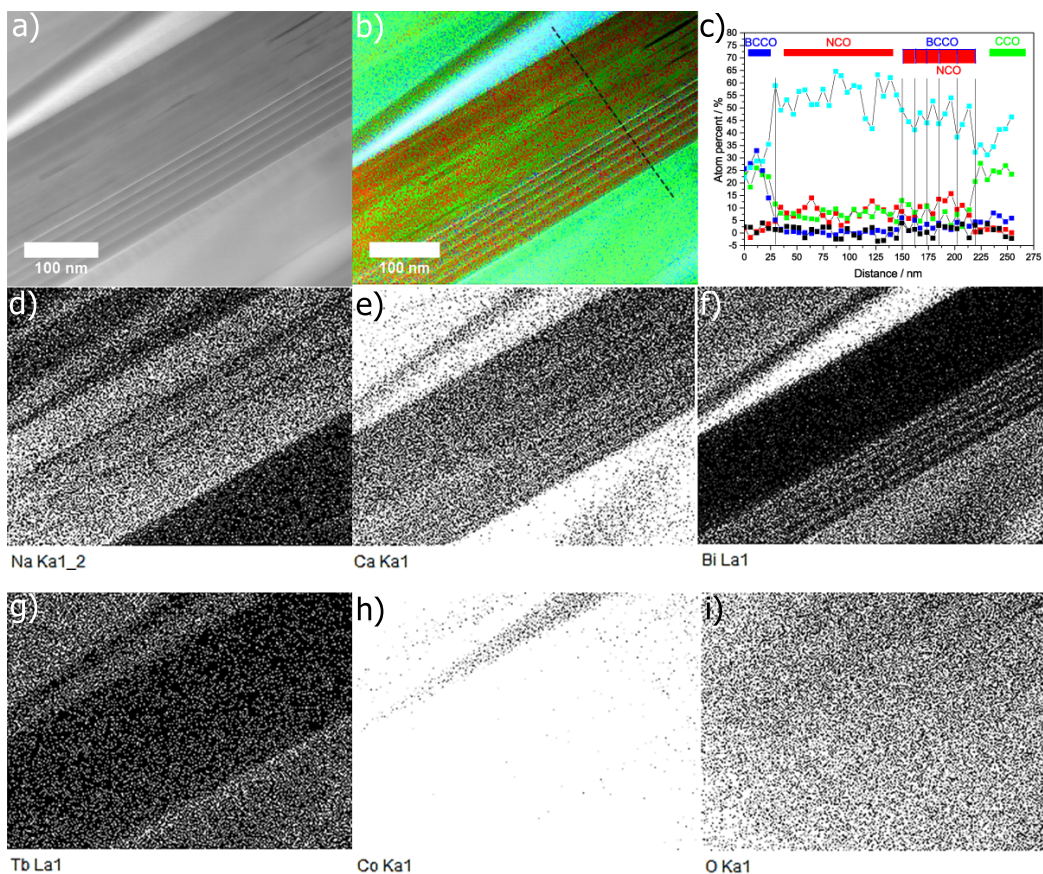 a)
100 nm
b)
100 nm
c)
BCCO NCO BCCO CCO
NCO
Atom percent / %
80
75
70
65
60
55
50
45
40
35
30
25
20
15
10
5
0
-5
0 25 50 75 100 125 150 175 200 225 250 275
Distance / nm
d)
Na Ka1_2
e)
Ca Ka1
f)
Bi La1
g)
Tb La1
h)
Co Ka1
i)
O Ka1